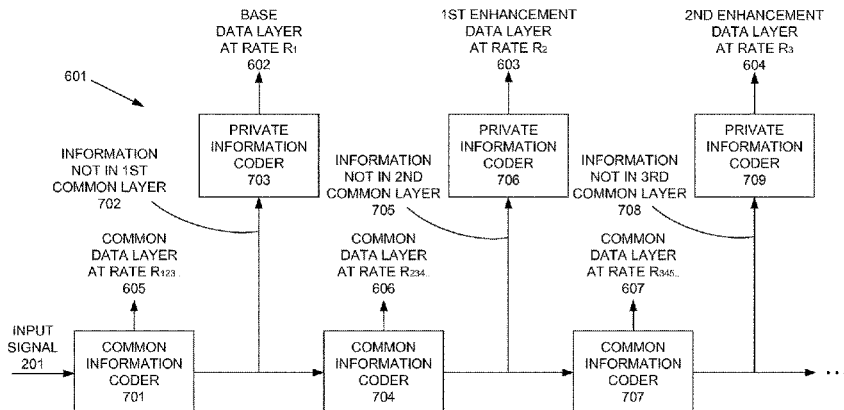 BASE
DATA LAYER
AT RATE R1
602
1ST ENHANCEMENT
DATA LAYER
AT RATE R2
603
2ND ENHANCEMENT
DATA LAYER
AT RATE R3
604
601
PRIVATE
INFORMATION
CODER
703
PRIVATE
INFORMATION
CODER
706
PRIVATE
INFORMATION
CODER
709
INFORMATION
NOT IN 1ST
COMMON LAYER
702
INFORMATION
NOT IN 2ND
COMMON LAYER
705
INFORMATION
NOT IN 3RD
COMMON LAYER
708
COMMON
DATA LAYER
AT RATE R123..
605
COMMON
DATA LAYER
AT RATE R234..
606
COMMON
DATA LAYER
AT RATE R345..
607
INPUT
SIGNAL
201
COMMON
INFORMATION
CODER
701
COMMON
INFORMATION
CODER
704
COMMON
INFORMATION
CODER
707